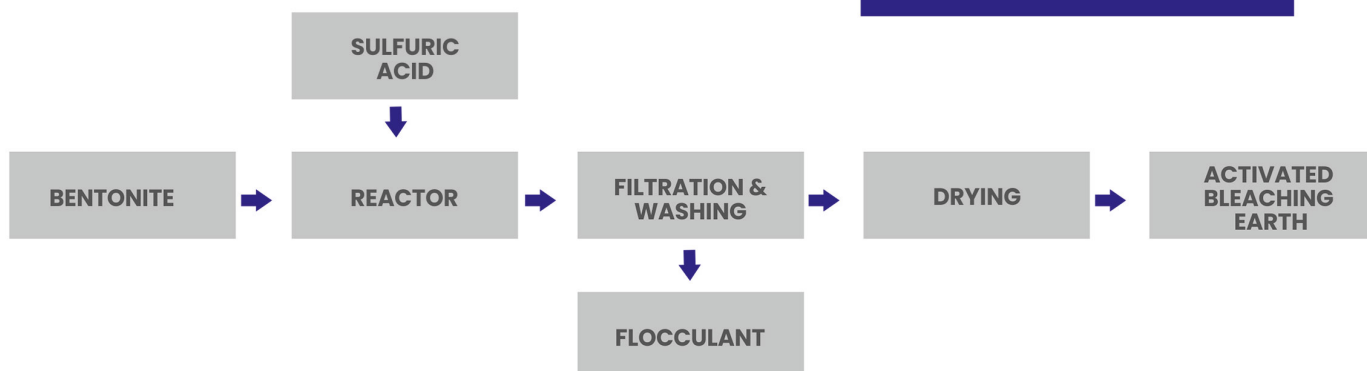 SULFURIC
ACID
BENTONITE
REACTOR
FILTRATION &
WASHING
DRYING
ACTIVATED
BLEACHING
EARTH
FLOCCULANT